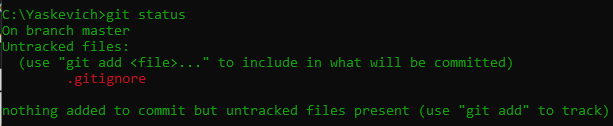 C:\Yaskevich>git status
On branch master
Untracked files:
  (use "git add <file>..." to include in what will be committed)
        .gitignore

nothing added to commit but untracked files present (use "git add" to track)